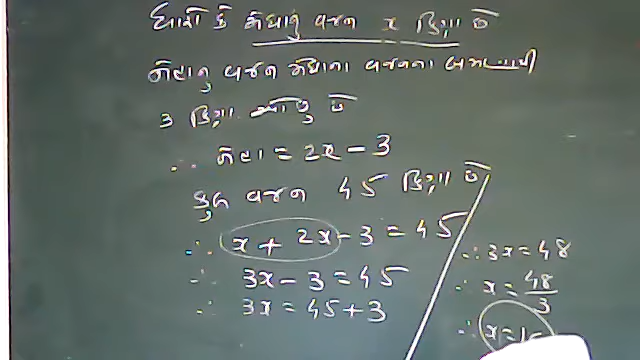 ધારો કે મેઘાનું વજન x કિગ્રા છે
વજન મેઘાના વજનના બમણાથી
3 કિગ્રા ઓછું છે
∴ = 2x - 3
કુલ વજન 45 કિગ્રા છે
∴ x + 2x - 3 = 45
∴ 3x - 3 = 45
∴ 3x = 45 + 3
∴ 3x = 48
∴ x = 48/3
∴ x = 1